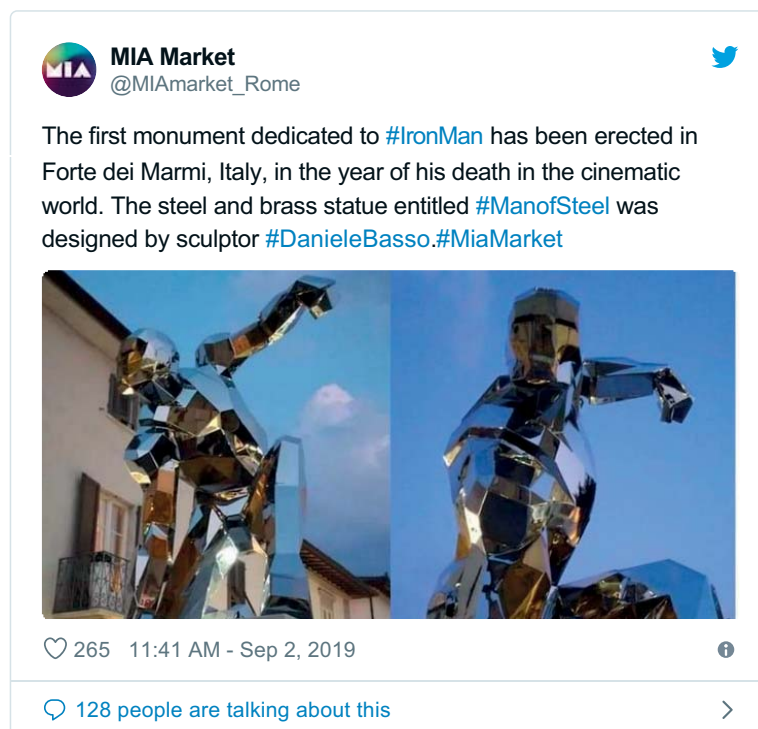 MIA
MIA Market
@MIAmarket_Rome
The first monument dedicated to #IronMan has been erected in
Forte dei Marmi, Italy, in the year of his death in the cinematic
world. The steel and brass statue entitled #ManofSteel was
designed by sculptor #DanieleBasso.#MiaMarket
265 11:41 AM - Sep 2, 2019
128 people are talking about this